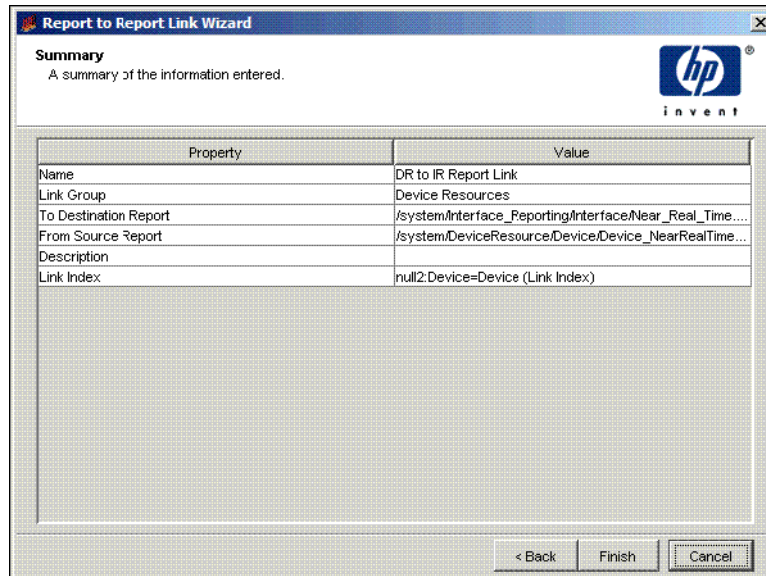 Report to Report Link Wizard
Summary
A summary of the information entered.
hp
®
invent
Property Value
Name DR to IR Report Link
Link Group Device Resources
To Destination Report /system/Interface_Reporting/Interface/Near_Real_Time....
From Source Report /system/DeviceResource/Device/Device_NearRealTime...
Description
Link Index null2:Device=Device (Link Index)
< Back Finish Cancel